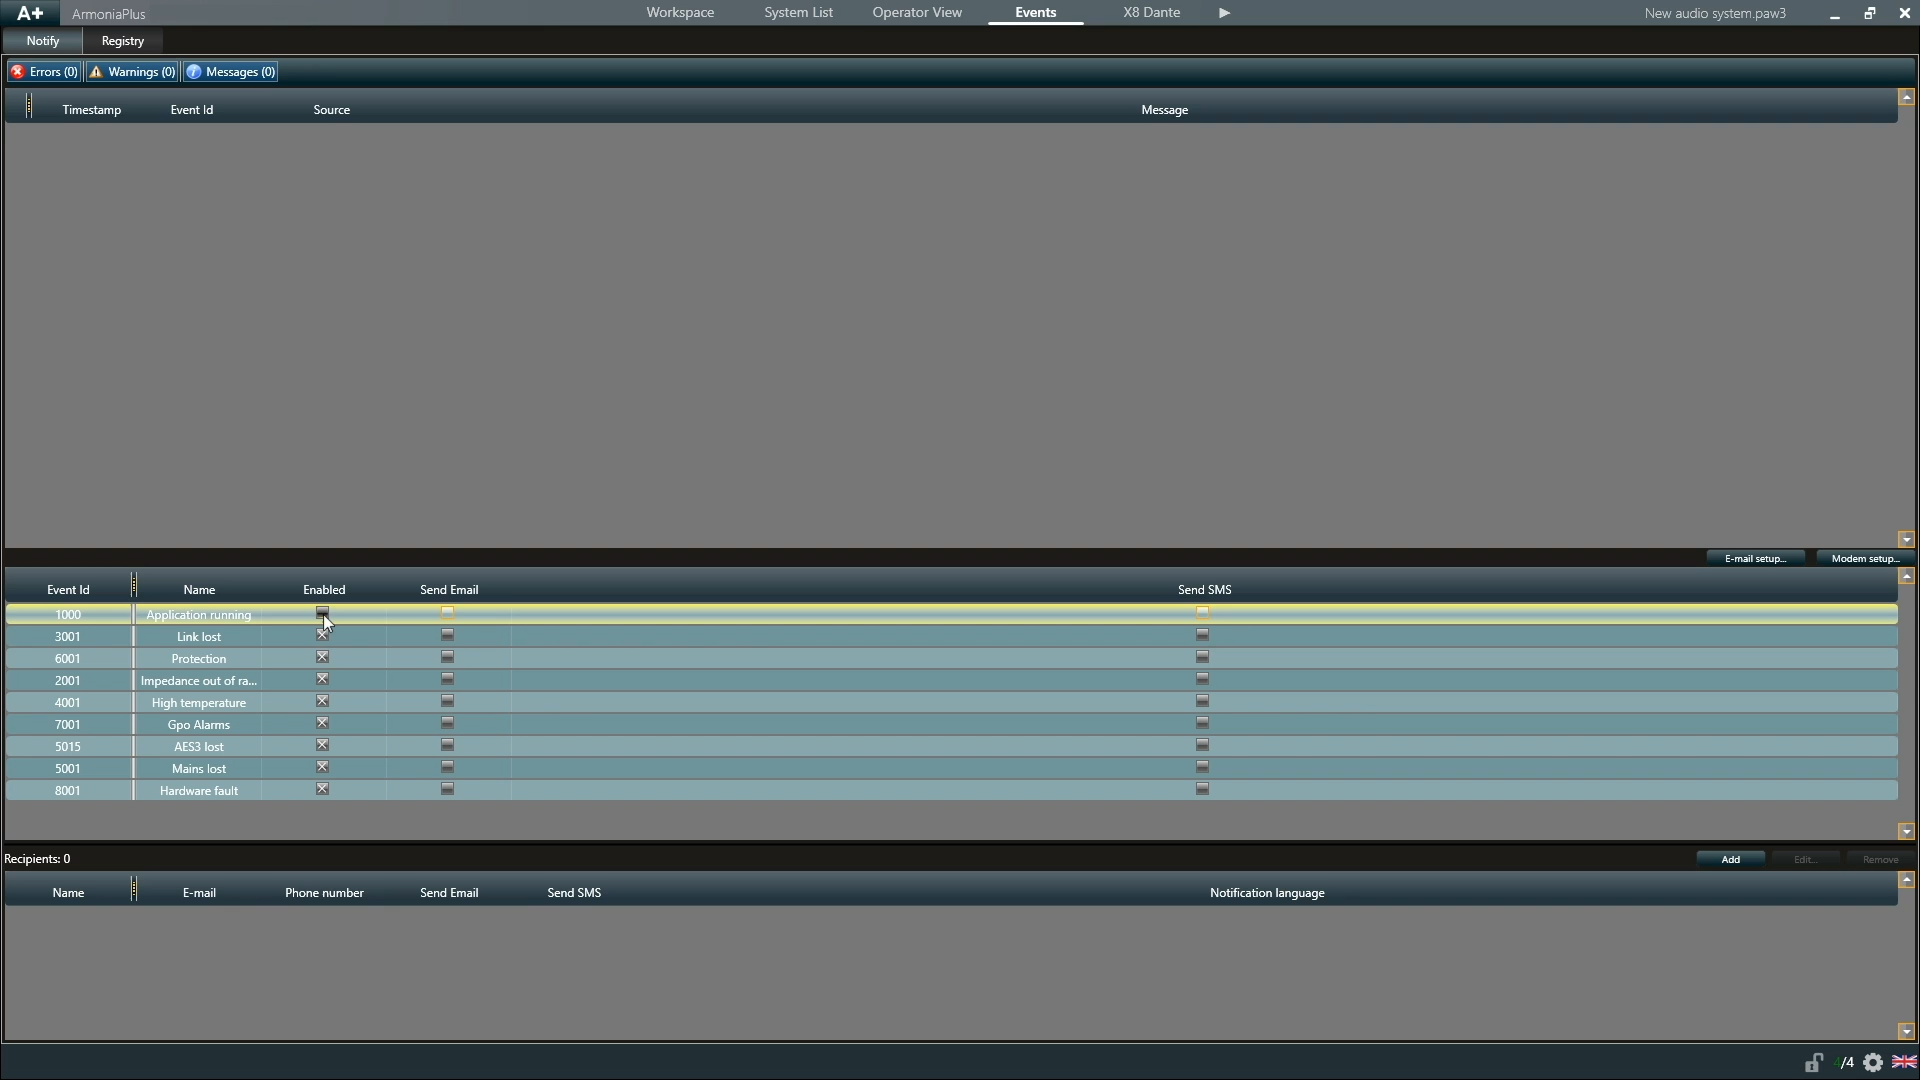 A+ ArmoniaPlus Workspace System List Operator View Events X8 Dante New audio system.paw3
Notify Registry
Errors (0) Warnings (0) Messages (0)
Timestamp Event Id Source Message
E-mail setup... Modem setup...
Event Id Name Enabled Send Email Send SMS
1000 Application running
3001 Link lost
6001 Protection
2001 Impedance out of ra...
4001 High temperature
7001 Gpo Alarms
5015 AES3 lost
5001 Mains lost
8001 Hardware fault
Recipients: 0 Add Edit... Remove
Name E-mail Phone number Send Email Send SMS Notification language
4/4